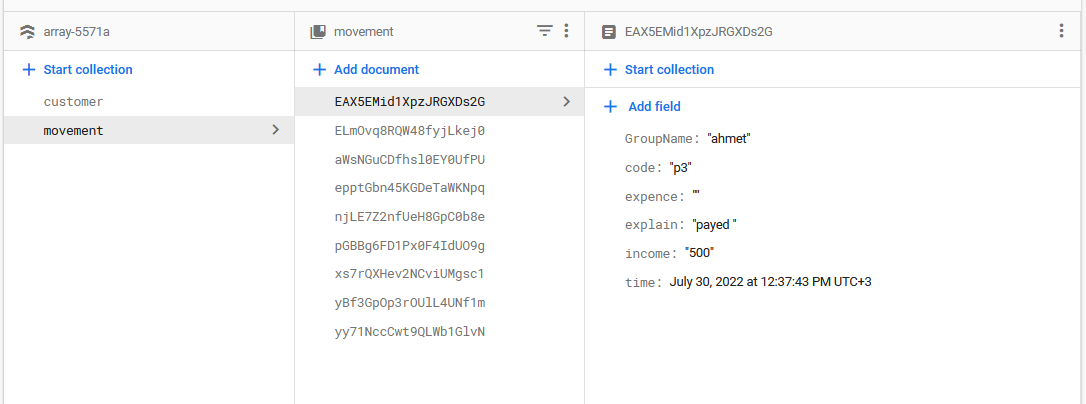 array-5571a
Start collection
customer
movement
movement
Add document
EAX5EMid1XpzJRGXDs2G
ELmOvq8RQW48fyjLkej0
aWsNGuCDfhsl0EY0UfPU
epptGbn45KGDeTaWKNpq
njLE7Z2nfUeH8GpC0b8e
pGBBg6FD1Px0F4IdUO9g
xs7rQXHev2NCviUMgsc1
yBf3GpOp3rOUlL4UNf1m
yy71NccCwt9QLWb1GlvN
EAX5EMid1XpzJRGXDs2G
Start collection
Add field
GroupName: "ahmet"
code: "p3"
expence: ""
explain: "payed "
income: "500"
time: July 30, 2022 at 12:37:43 PM UTC+3